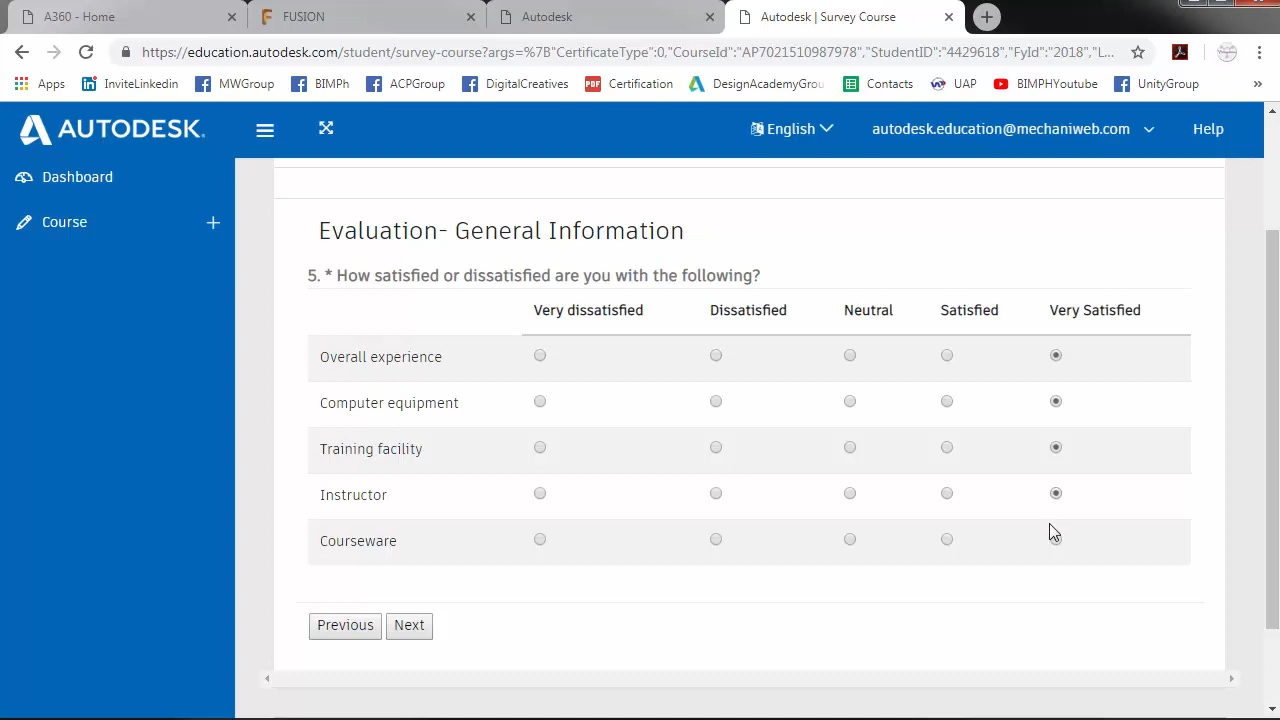 A360 - Home
FUSION
Autodesk
Autodesk | Survey Course
https://education.autodesk.com/student/survey-course?args=%7B"CertificateType":0,"CourseId":"AP7021510987978","StudentID":"4429618","FyId":"2018","L...
Apps InviteLinkedin MWGroup BIMPh ACPGroup DigitalCreatives PDF Certification DesignAcademyGrou Contacts UAP BIMPHYoutube UnityGroup »
AUTODESK. English autodesk.education@mechaniweb.com Help
Dashboard
Course +
Evaluation- General Information
5. * How satisfied or dissatisfied are you with the following?
Very dissatisfied Dissatisfied Neutral Satisfied Very Satisfied
Overall experience
Computer equipment
Training facility
Instructor
Courseware
Previous Next